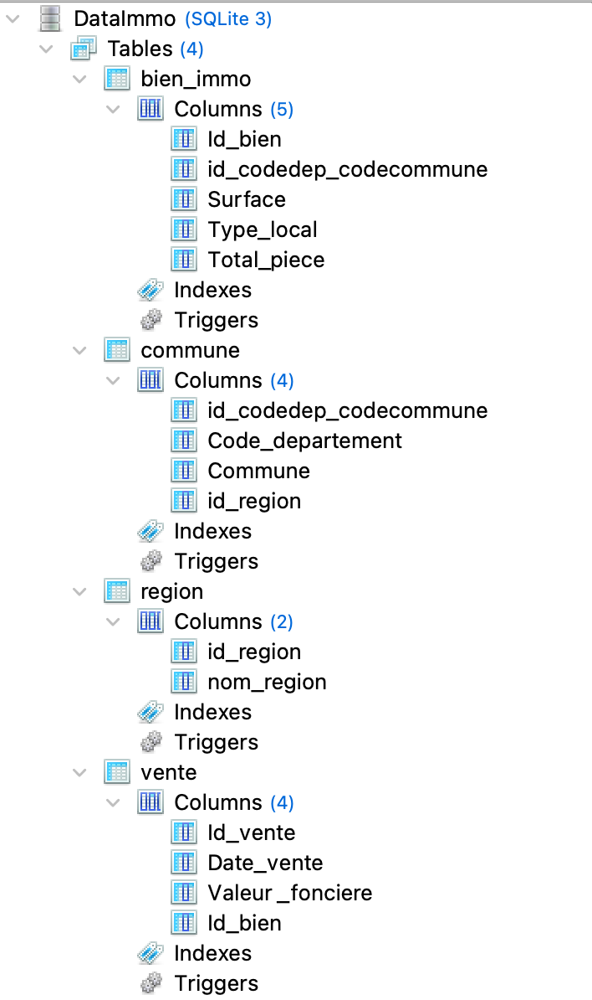 DataImmo (SQLite 3)
Tables (4)
bien_immo
Columns (5)
Id_bien
id_codedep_codecommune
Surface
Type_local
Total_piece
Indexes
Triggers
commune
Columns (4)
id_codedep_codecommune
Code_departement
Commune
id_region
Indexes
Triggers
region
Columns (2)
id_region
nom_region
Indexes
Triggers
vente
Columns (4)
Id_vente
Date_vente
Valeur _fonciere
Id_bien
Indexes
Triggers